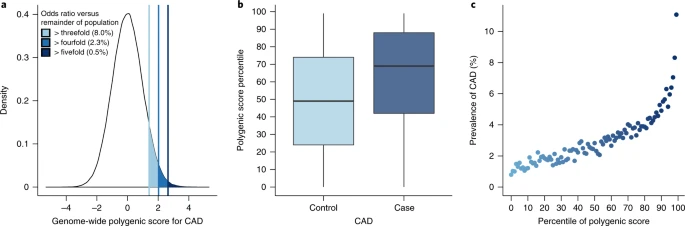 a
Odds ratio versus
remainder of population
> threefold (8.0%)
> fourfold (2.3%)
> fivefold (0.5%)
0.4
0.3
0.2
0.1
0
Density
−4
−2
0
2
4
Genome-wide polygenic score for CAD
b
100
90
80
70
60
50
40
30
20
10
0
Polygenic score percentile
Control
Case
CAD
c
10
8
6
4
2
0
Prevalence of CAD (%)
0 10 20 30 40 50 60 70 80 90 100
Percentile of polygenic score